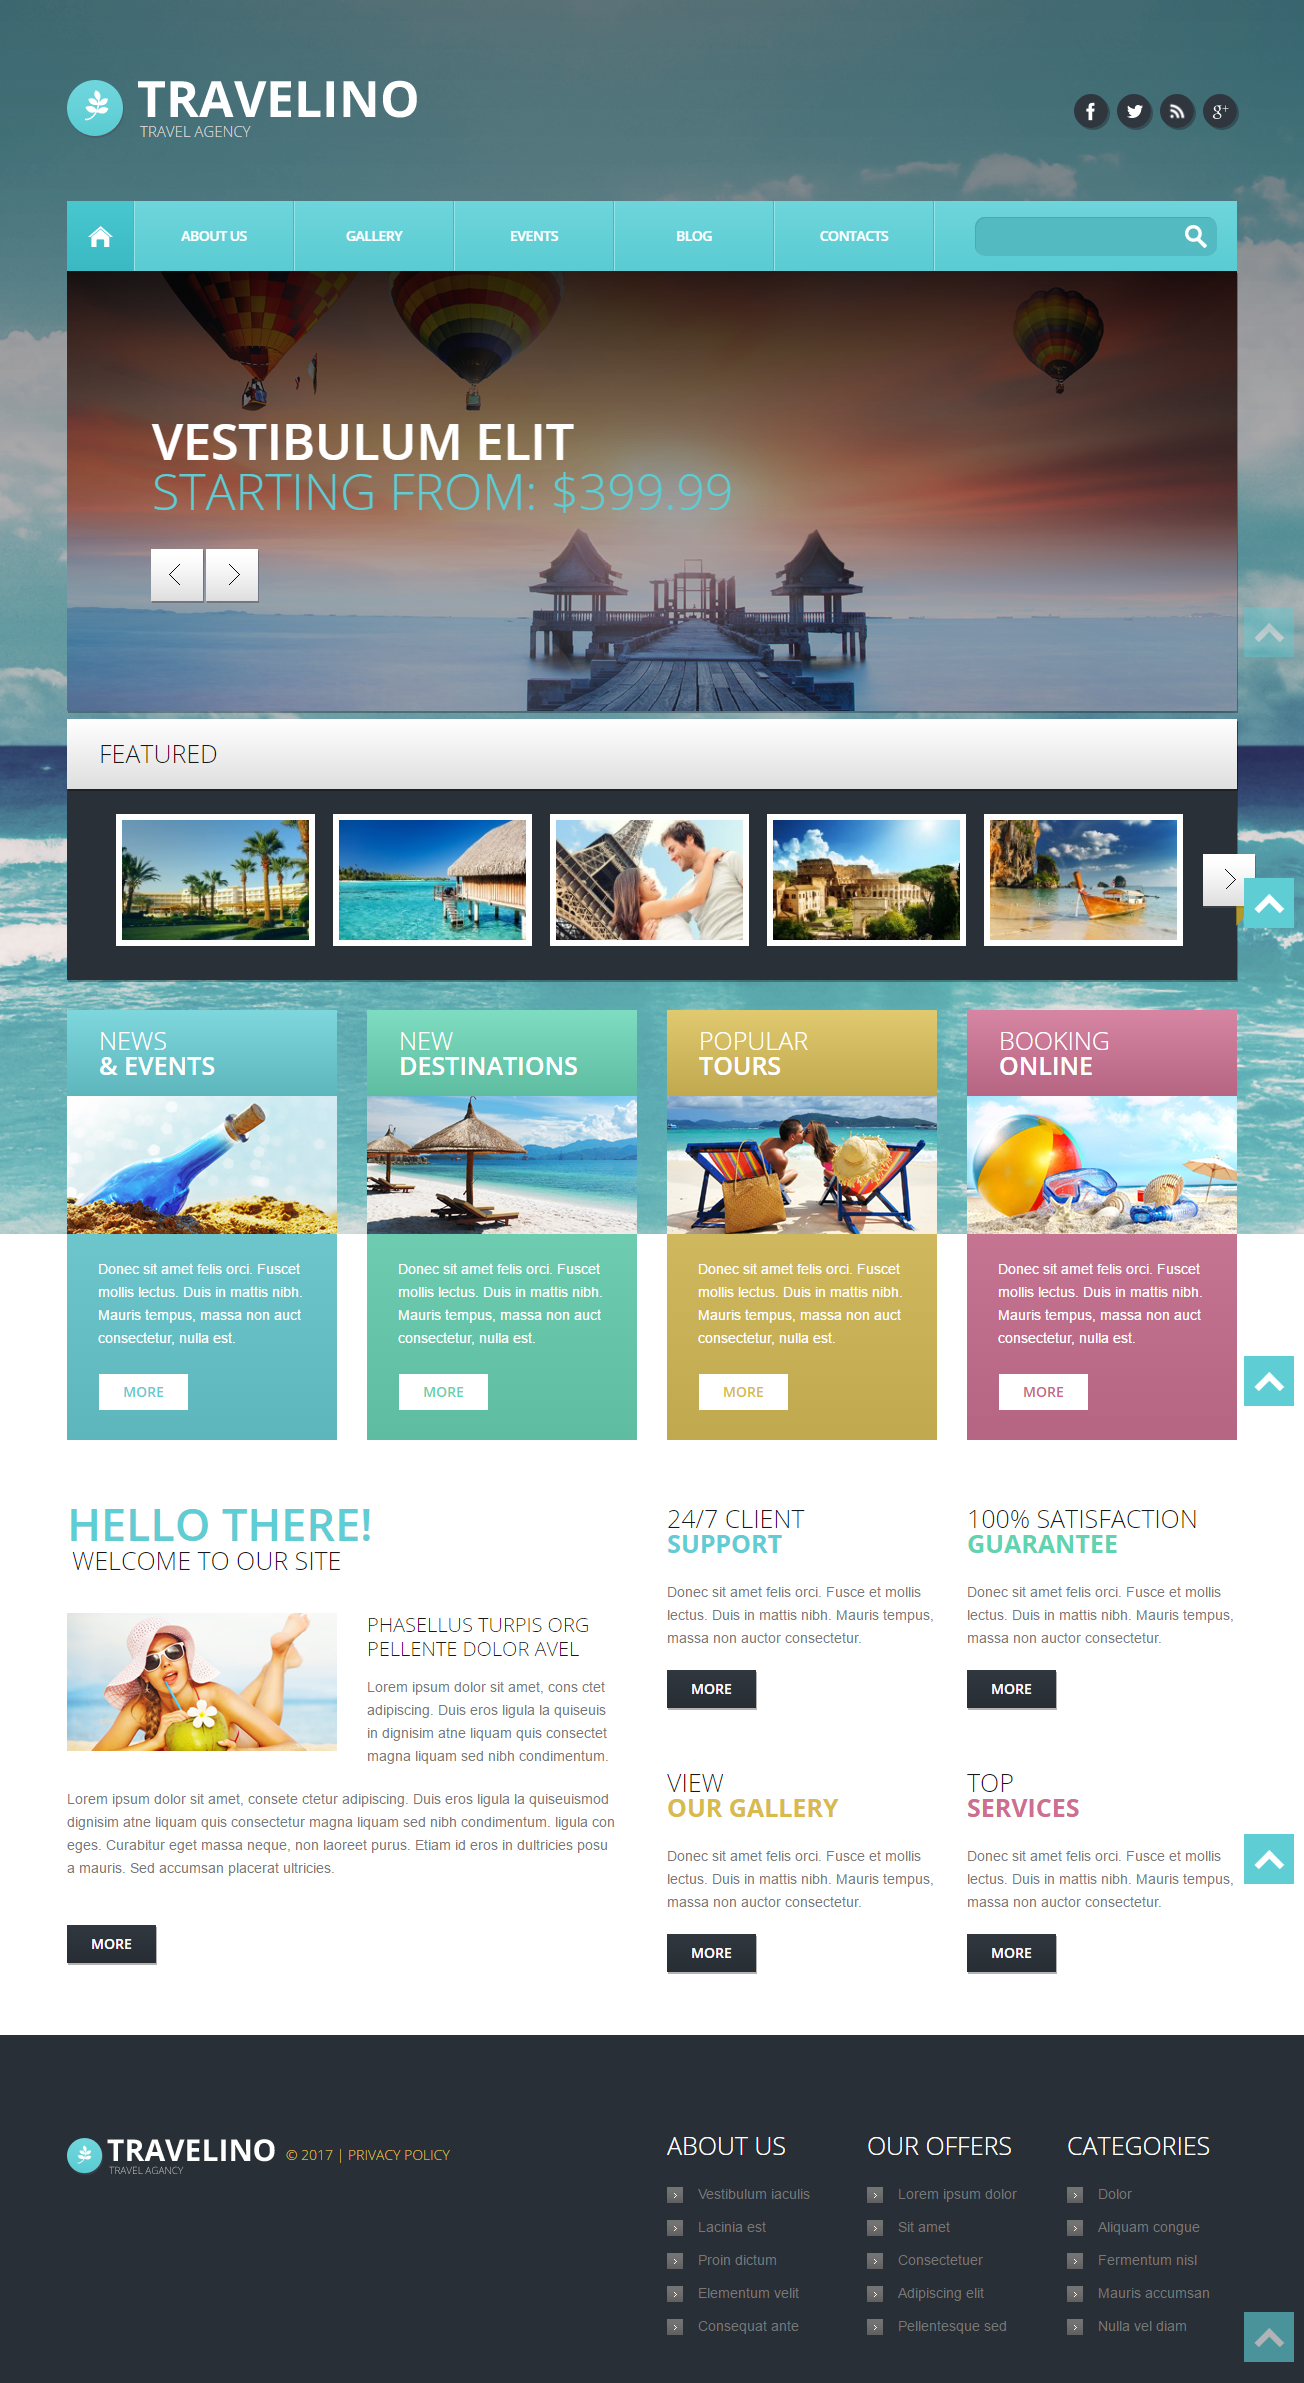 TRAVELINO
TRAVEL AGENCY
ABOUT US
GALLERY
EVENTS
BLOG
CONTACTS
VESTIBULUM ELIT
STARTING FROM: $399.99
FEATURED
NEWS
& EVENTS
Donec sit amet felis orci. Fuscet
mollis lectus. Duis in mattis nibh.
Mauris tempus, massa non auct
consectetur, nulla est.
MORE
NEW
DESTINATIONS
Donec sit amet felis orci. Fuscet
mollis lectus. Duis in mattis nibh.
Mauris tempus, massa non auct
consectetur, nulla est.
MORE
POPULAR
TOURS
Donec sit amet felis orci. Fuscet
mollis lectus. Duis in mattis nibh.
Mauris tempus, massa non auct
consectetur, nulla est.
MORE
BOOKING
ONLINE
Donec sit amet felis orci. Fuscet
mollis lectus. Duis in mattis nibh.
Mauris tempus, massa non auct
consectetur, nulla est.
MORE
HELLO THERE!
WELCOME TO OUR SITE
PHASELLUS TURPIS ORG
PELLENTE DOLOR AVEL
Lorem ipsum dolor sit amet, cons ctet
adipiscing. Duis eros ligula la quiseuis
in dignisim atne liquam quis consectet
magna liquam sed nibh condimentum.
Lorem ipsum dolor sit amet, consete ctetur adipiscing. Duis eros ligula la quiseuismod
dignisim atne liquam quis consectetur magna liquam sed nibh condimentum. ligula con
eges. Curabitur eget massa neque, non laoreet purus. Etiam id eros in dultricies posu
a mauris. Sed accumsan placerat ultricies.
MORE
24/7 CLIENT
SUPPORT
Donec sit amet felis orci. Fusce et mollis
lectus. Duis in mattis nibh. Mauris tempus,
massa non auctor consectetur.
MORE
100% SATISFACTION
GUARANTEE
Donec sit amet felis orci. Fusce et mollis
lectus. Duis in mattis nibh. Mauris tempus,
massa non auctor consectetur.
MORE
VIEW
OUR GALLERY
Donec sit amet felis orci. Fusce et mollis
lectus. Duis in mattis nibh. Mauris tempus,
massa non auctor consectetur.
MORE
TOP
SERVICES
Donec sit amet felis orci. Fusce et mollis
lectus. Duis in mattis nibh. Mauris tempus,
massa non auctor consectetur.
MORE
TRAVELINO
TRAVEL AGANCY
© 2017 | PRIVACY POLICY
ABOUT US
Vestibulum iaculis
Lacinia est
Proin dictum
Elementum velit
Consequat ante
OUR OFFERS
Lorem ipsum dolor
Sit amet
Consectetuer
Adipiscing elit
Pellentesque sed
CATEGORIES
Dolor
Aliquam congue
Fermentum nisl
Mauris accumsan
Nulla vel diam